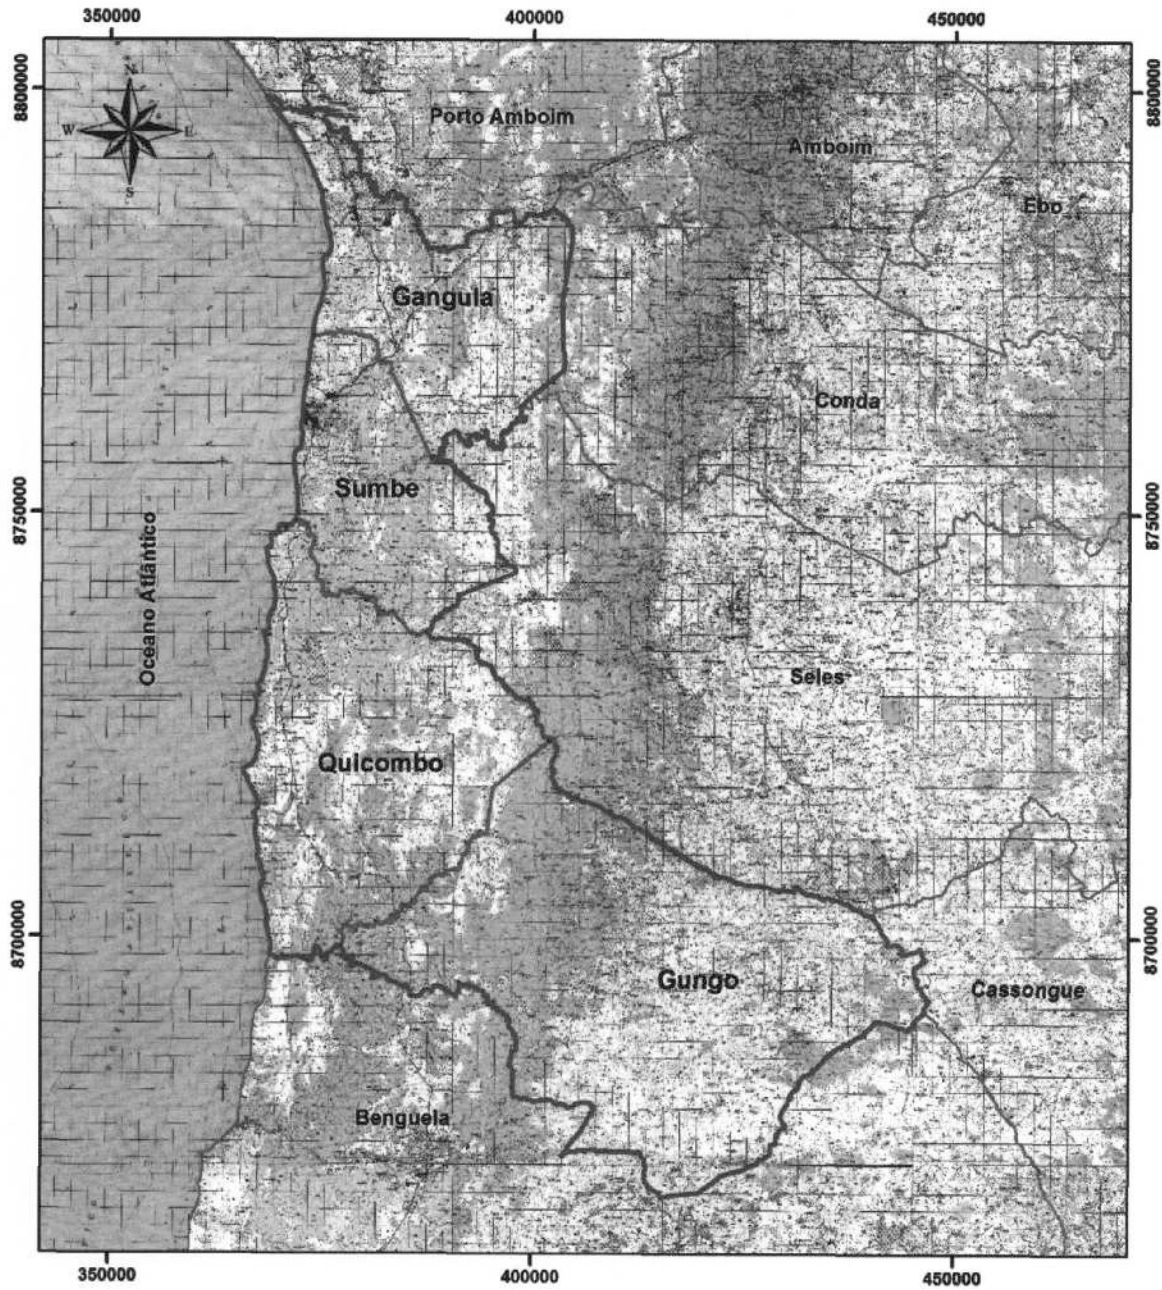 350000
400000
450000
8800000
8800000
N
W
E
S
Porto Amboim
Amboim
Ebo
Gangula
Conda
Sumbe
8750000
8750000
Oceano Atlântico
Seles
Quicombo
8700000
8700000
Gungo
Cassongue
Benguela
350000
400000
450000